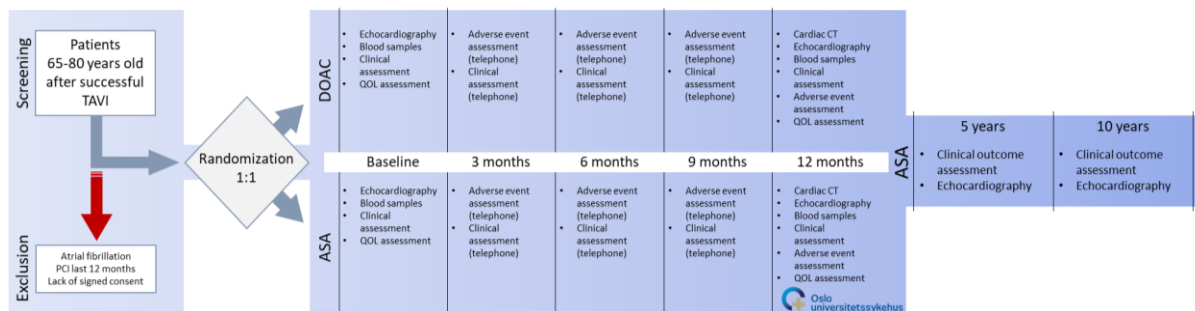 Screening
Patients
65-80 years old
after successful
TAVI
Exclusion
Atrial fibrillation
PCI last 12 months
Lack of signed consent
Randomization
1:1
DOAC
• Echocardiography
• Blood samples
• Clinical
assessment
• QOL assessment
• Adverse event
assessment
(telephone)
• Clinical
assessment
(telephone)
• Adverse event
assessment
(telephone)
• Clinical
assessment
(telephone)
• Adverse event
assessment
(telephone)
• Clinical
assessment
(telephone)
• Cardiac CT
• Echocardiography
• Blood samples
• Clinical
assessment
• Adverse event
assessment
• QOL assessment
Baseline
3 months
6 months
9 months
12 months
ASA
• Echocardiography
• Blood samples
• Clinical
assessment
• QOL assessment
• Adverse event
assessment
(telephone)
• Clinical
assessment
(telephone)
• Adverse event
assessment
(telephone)
• Clinical
assessment
(telephone)
• Adverse event
assessment
(telephone)
• Clinical
assessment
(telephone)
• Cardiac CT
• Echocardiography
• Blood samples
• Clinical
assessment
• Adverse event
assessment
• QOL assessment
Oslo
universitetssykehus
ASA
5 years
• Clinical outcome
assessment
• Echocardiography
10 years
• Clinical outcome
assessment
• Echocardiography